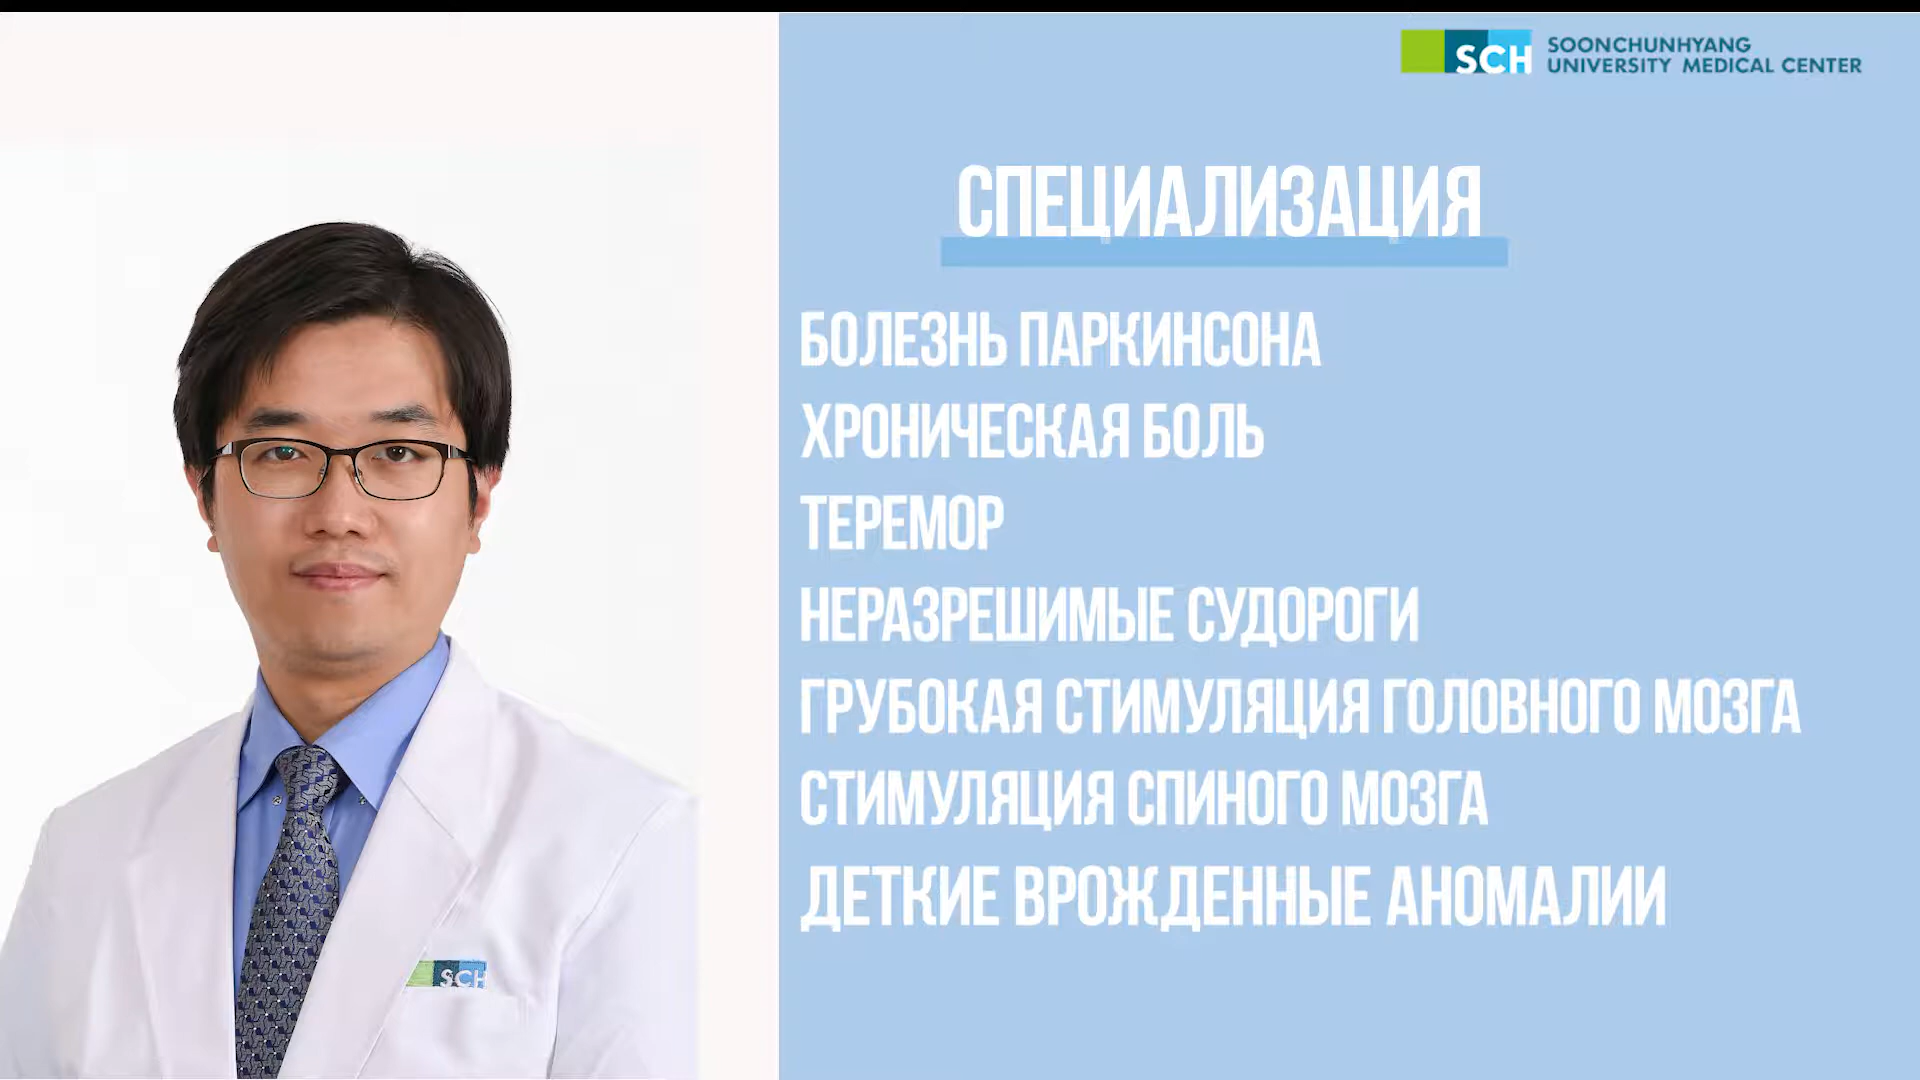 SCH SOONCHUNHYANG
UNIVERSITY MEDICAL CENTER
СПЕЦИАЛИЗАЦИЯ
БОЛЕЗНЬ ПАРКИНСОНА
ХРОНИЧЕСКАЯ БОЛЬ
ТЕРЕМОР
НЕРАЗРЕШИМЫЕ СУДОРОГИ
ГРУБОКАЯ СТИМУЛЯЦИЯ ГОЛОВНОГО МОЗГА
СТИМУЛЯЦИЯ СПИНОГО МОЗГА
ДЕТКИЕ ВРОЖДЕННЫЕ АНОМАЛИИ
SCH